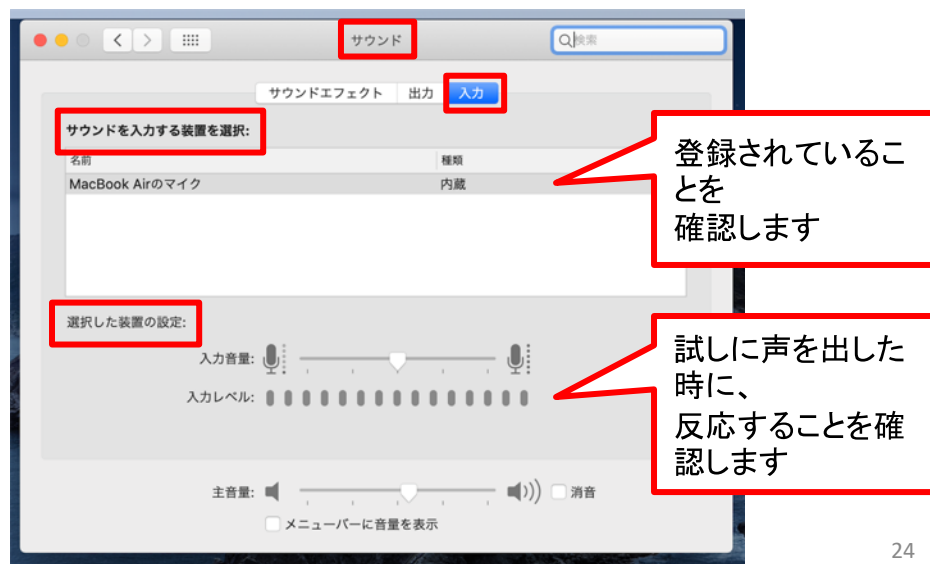 サウンド
検索
サウンドエフェクト 出力 入力
サウンドを入力する装置を選択:
名前 種類
MacBook Airのマイク 内蔵
登録されているこ
とを
確認します
選択した装置の設定:
入力音量:
入力レベル:
試しに声を出した
時に、
反応することを確
認します
主音量: 消音
メニューバーに音量を表示
24